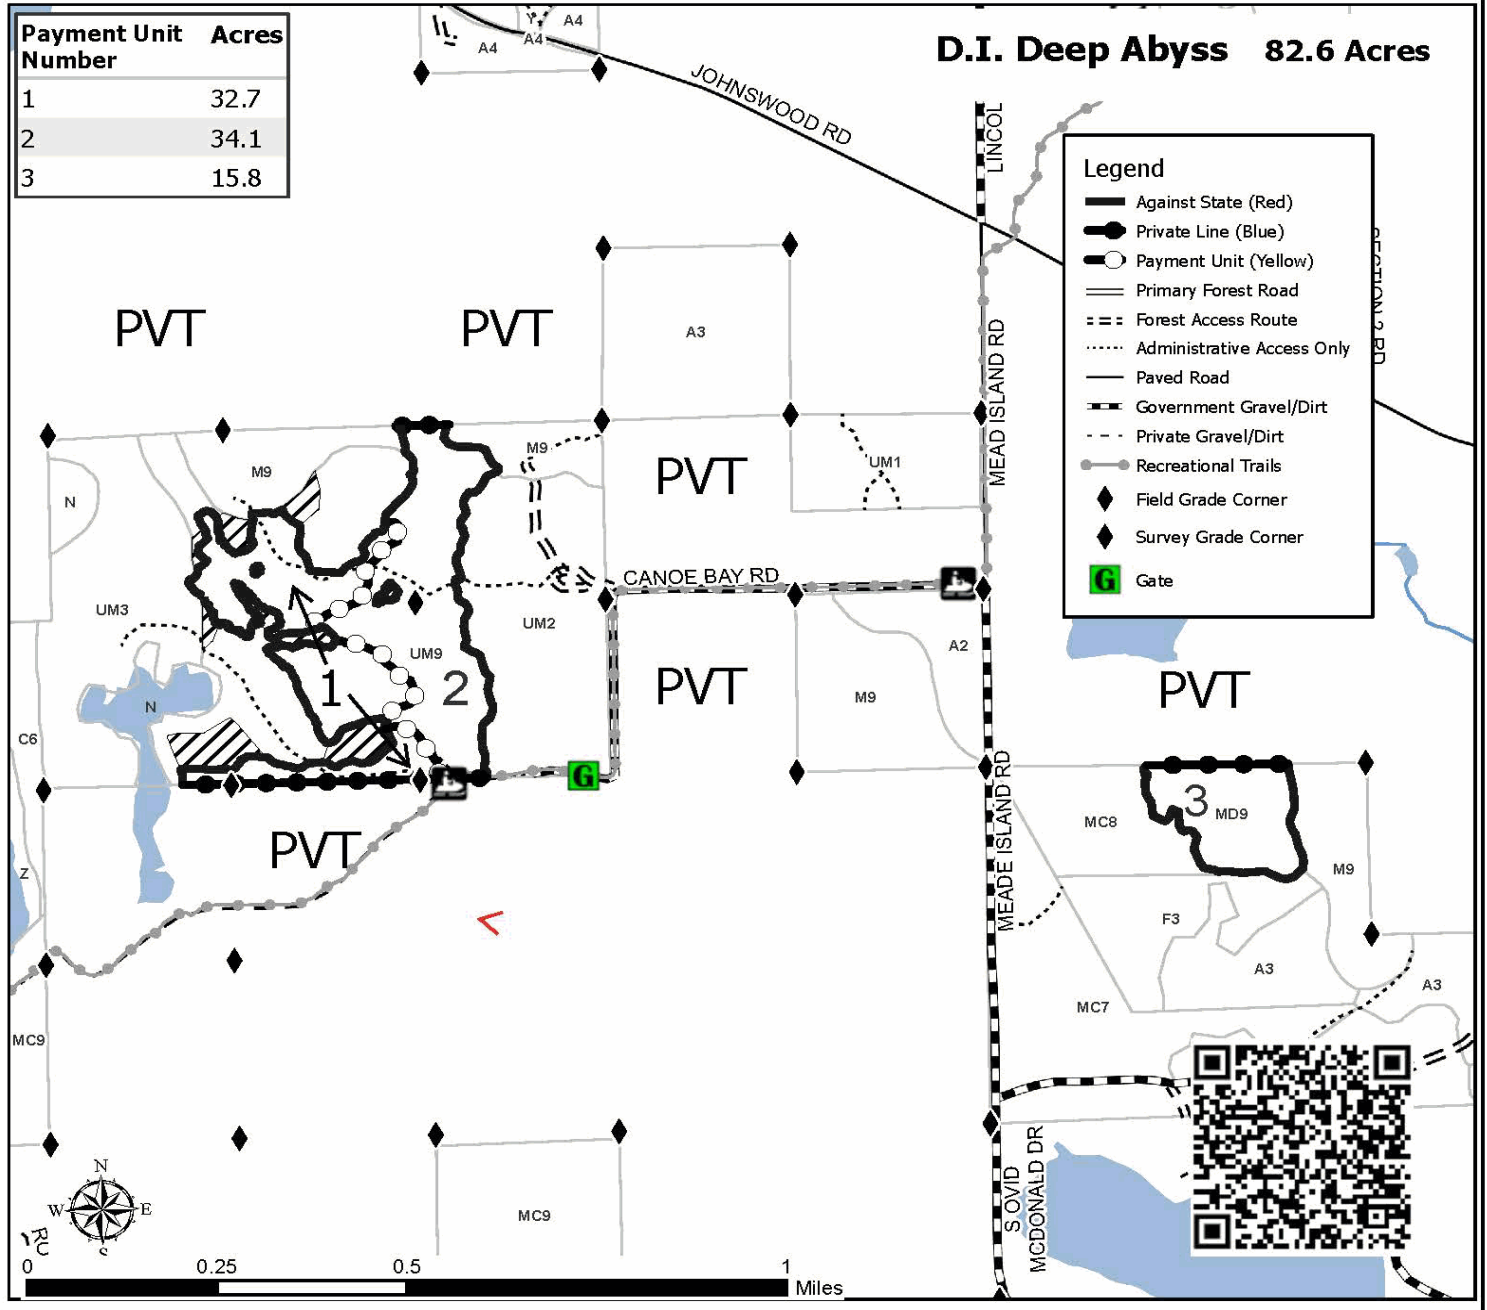 Payment Unit Number Acres
1 32.7
2 34.1
3 15.8
D.I. Deep Abyss 82.6 Acres
Y
A4
A4
A4
JOHNSWOOD RD
LINCOL
Legend
Against State (Red)
Private Line (Blue)
Payment Unit (Yellow)
Primary Forest Road
Forest Access Route
Administrative Access Only
Paved Road
Government Gravel/Dirt
Private Gravel/Dirt
Recreational Trails
Field Grade Corner
Survey Grade Corner
G Gate
SECTION 2 RD
PVT
PVT
A3
MEAD ISLAND RD
M9
M9
PVT
UM1
N
CANOE BAY RD
UM3
UM2
UM9
A2
1
2
PVT
M9
PVT
N
C6
G
MEADE ISLAND RD
3
MD9
MC8
PVT
Z
M9
F3
A3
A3
MC7
MC9
S OVID
MCDONALD DR
MC9
N
W E
S
RU
0 0.25 0.5 1
Miles